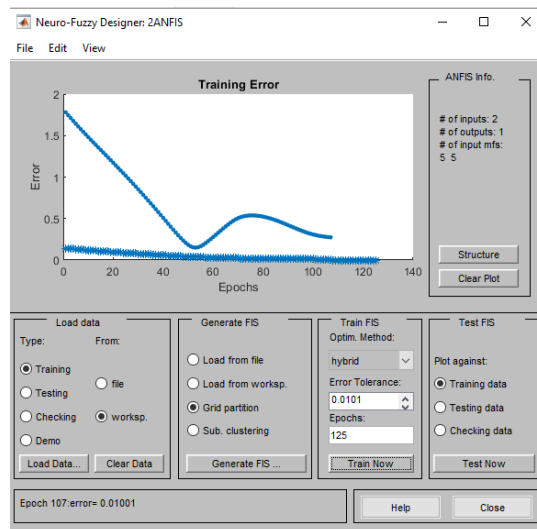 Neuro-Fuzzy Designer: 2ANFIS
File Edit View
Training Error
2
1.5
1
0.5
0
Error
0 20 40 60 80 100 120 140
Epochs
ANFIS Info.
# of inputs: 2
# of outputs: 1
# of input mfs:
5 5
Structure
Clear Plot
Load data
Type: From:
Training
Testing
Checking
Demo
file
worksp.
Load Data... Clear Data
Generate FIS
Load from file
Load from worksp.
Grid partition
Sub. clustering
Generate FIS ...
Train FIS
Optim. Method:
hybrid
Error Tolerance:
0.0101
Epochs:
125
Train Now
Test FIS
Plot against:
Training data
Testing data
Checking data
Test Now
Epoch 107:error= 0.01001
Help Close